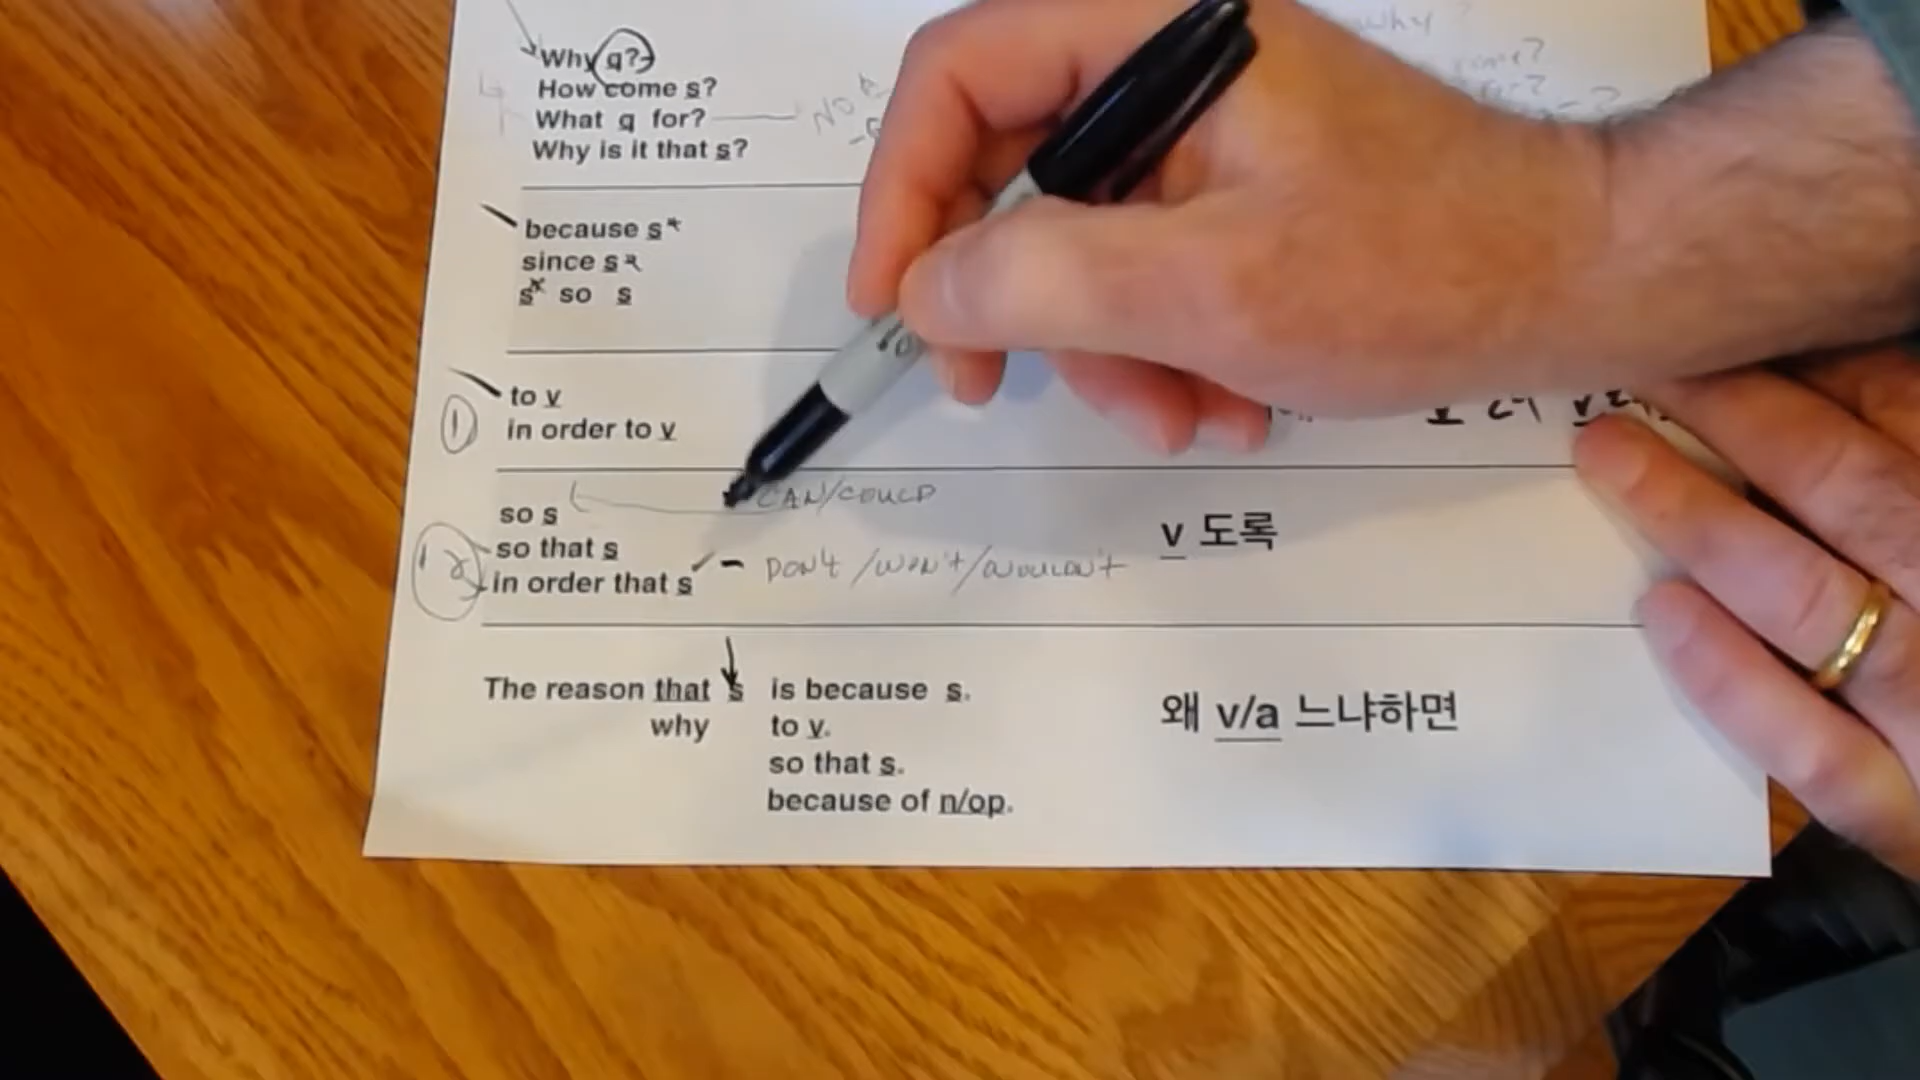 why ?
Why q?
How come s?
What q for?
Why is it that s?
because s*
since s*
s* so s
1 to v
in order to v
CAN/COULD
so s
so that s
in order that s - DON't /WON't/WOULDN't
v 도록
The reason that s is because s.
why to v.
so that s.
because of n/op.
왜 v/a 느냐하면